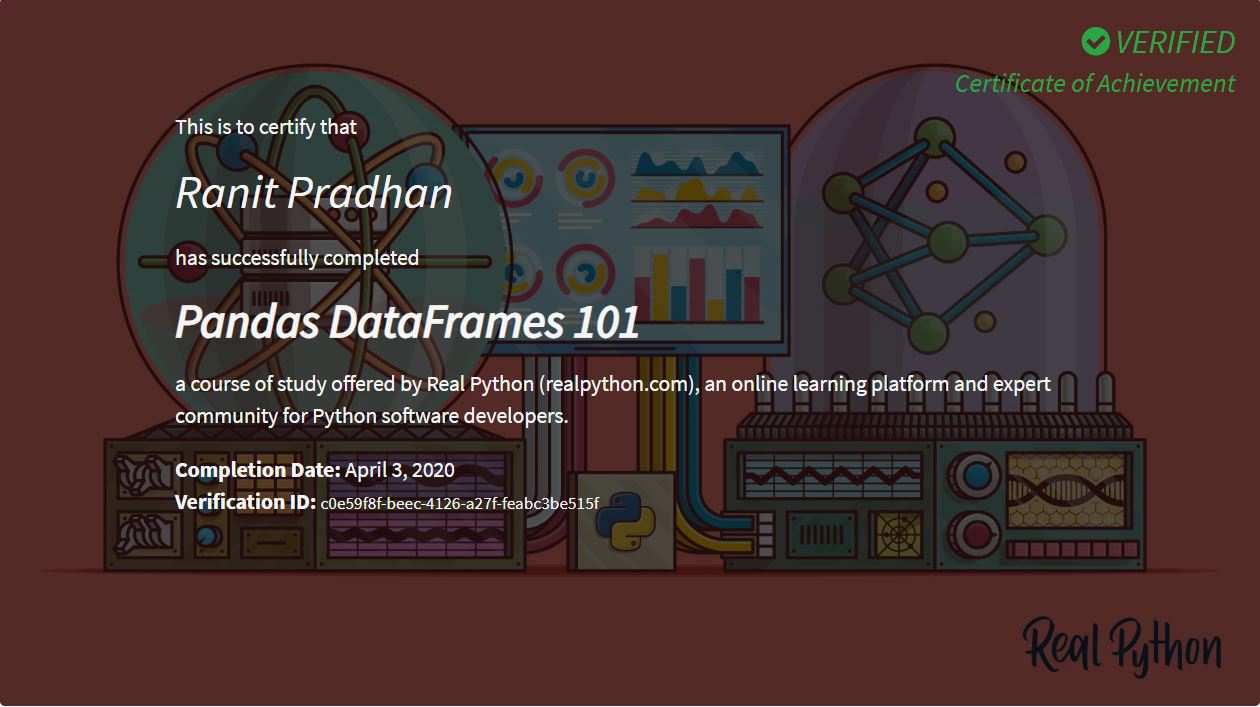 VERIFIED
Certificate of Achievement
This is to certify that
Ranit Pradhan
has successfully completed
Pandas DataFrames 101
a course of study offered by Real Python (realpython.com), an online learning platform and expert
community for Python software developers.
Completion Date: April 3, 2020
Verification ID: c0e59f8f-beec-4126-a27f-feabc3be515f
Real Python